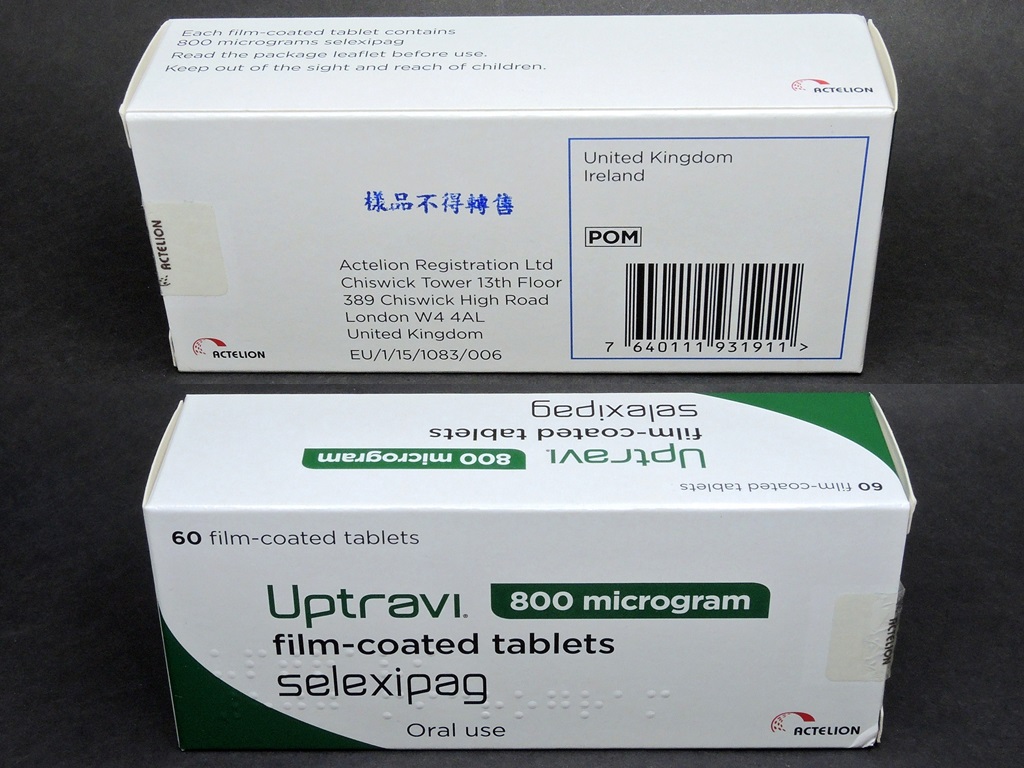 Each film-coated tablet contains
800 micrograms selexipag
Read the package leaflet before use.
Keep out of the sight and reach of children.
ACTELION
樣品不得轉售
ACTELION
Actelion Registration Ltd
Chiswick Tower 13th Floor
389 Chiswick High Road
London W4 4AL
United Kingdom
EU/1/15/1083/006
ACTELION
United Kingdom
Ireland
POM
7 640111 931911 >
60 film-coated tablets
Uptravi® 800 microgram
film-coated tablets
selexipag
60 film-coated tablets
Uptravi® 800 microgram
film-coated tablets
selexipag
Oral use
ACTELION
ACTELION